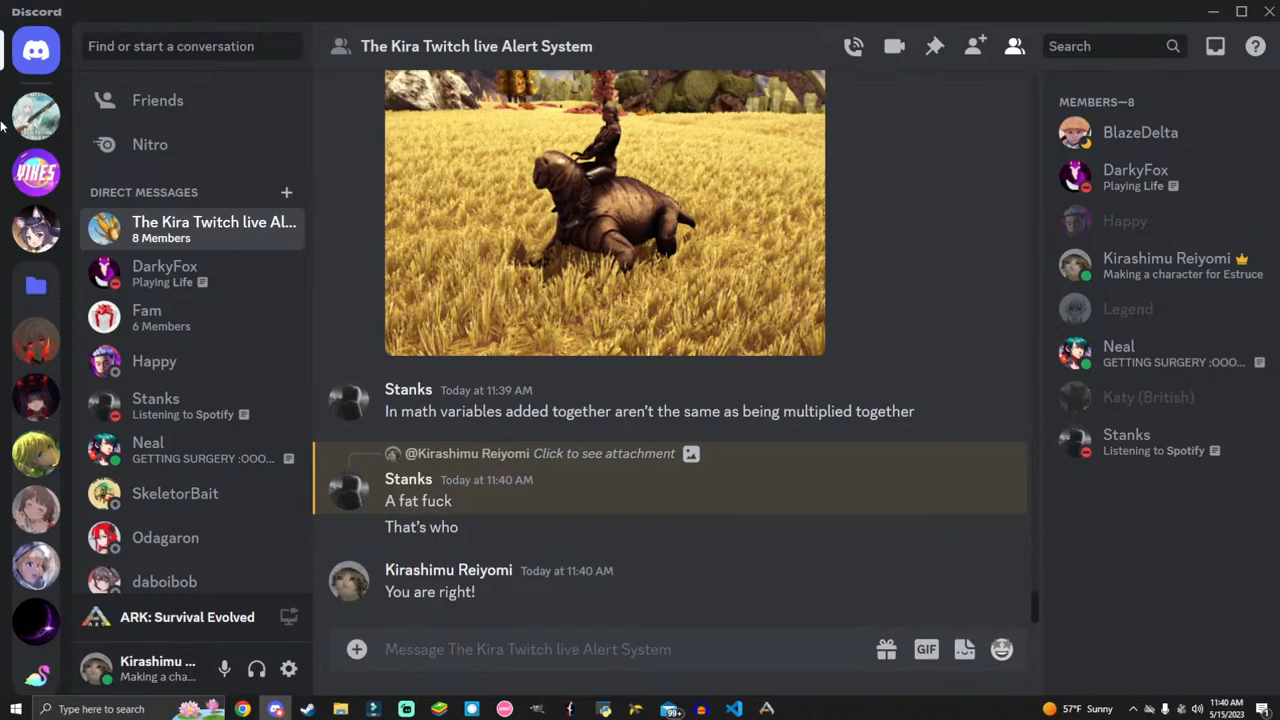 Discord
Find or start a conversation
The Kira Twitch live Alert System
Search
Friends
Nitro
DIRECT MESSAGES
The Kira Twitch live Al...
8 Members
DarkyFox
Playing Life
Fam
6 Members
Happy
Stanks
Listening to Spotify
Neal
GETTING SURGERY :OOO...
SkeletorBait
Odagaron
daboibob
ARK: Survival Evolved
Kirashimu ...
Making a cha...
YIKES
Stanks Today at 11:39 AM
In math variables added together aren't the same as being multiplied together
@Kirashimu Reiyomi Click to see attachment
Stanks Today at 11:40 AM
A fat fuck
That's who
Kirashimu Reiyomi Today at 11:40 AM
You are right!
Message The Kira Twitch live Alert System
GIF
MEMBERS—8
BlazeDelta
DarkyFox
Playing Life
Happy
Kirashimu Reiyomi
Making a character for Estruce
Legend
Neal
GETTING SURGERY :OOO...
Katy (British)
Stanks
Listening to Spotify
Type here to search
99+
57°F Sunny
11:40 AM
5/15/2023